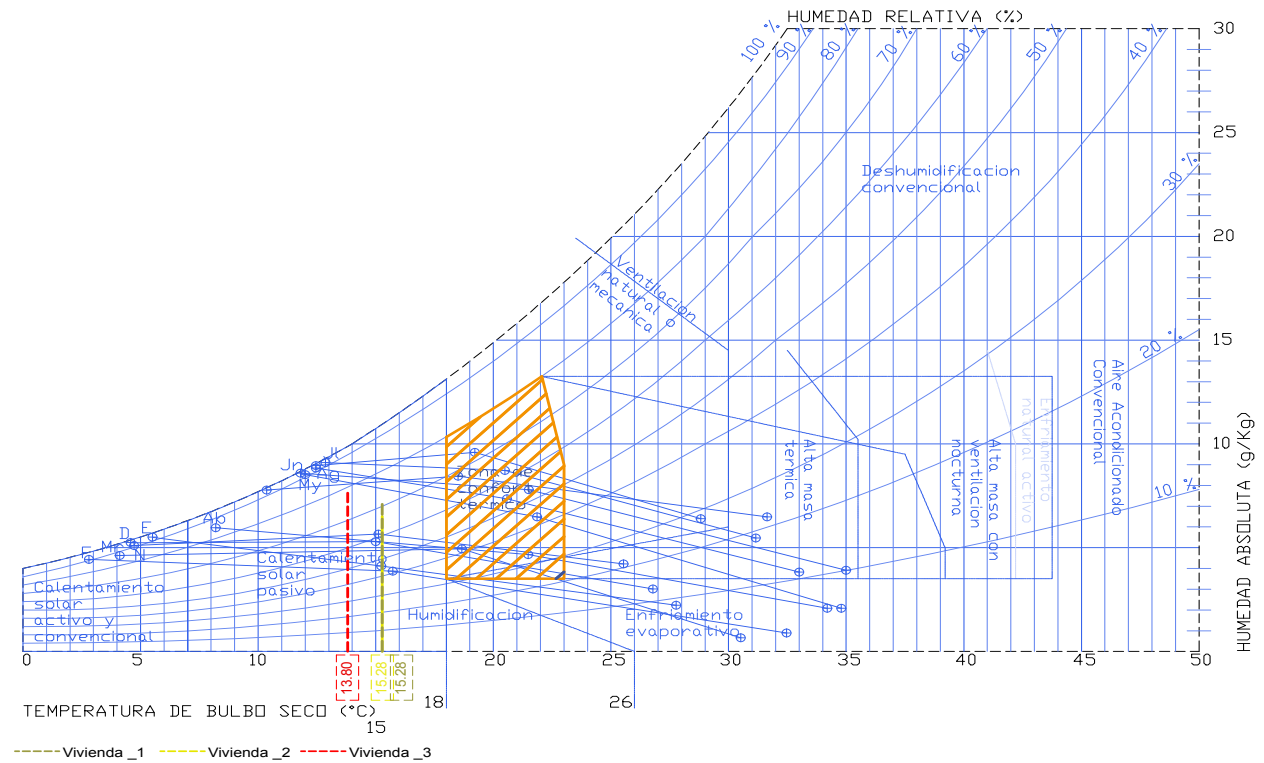 HUMEDAD RELATIVA (%)
100 %
90 %
80 %
70 %
60 %
50 %
40 %
30 %
20 %
10 %
30
25
20
15
10
5
HUMEDAD ABSOLUTA (g/Kg)
Deshumidificacion
convencional
Ventilacion
natural o
mecanica
Aire Acondicionado
Convencional
Enfriamiento
natural activo
Alta masa con
ventilacion
nocturna
Alta masa
termica
Zona de
confort
termico
Jl
Jn
Ag
My
Ab
E
D
N
F
Calentamiento
solar
pasivo
Calentamiento
solar
activo y
convencional
Humidificacion
Enfriamiento
evaporativo
0
5
10
20
25
30
35
40
45
50
13.80
15.28
15.28
18
26
15
TEMPERATURA DE BULBO SECO (°C)
Vivienda _1
Vivienda _2
Vivienda _3